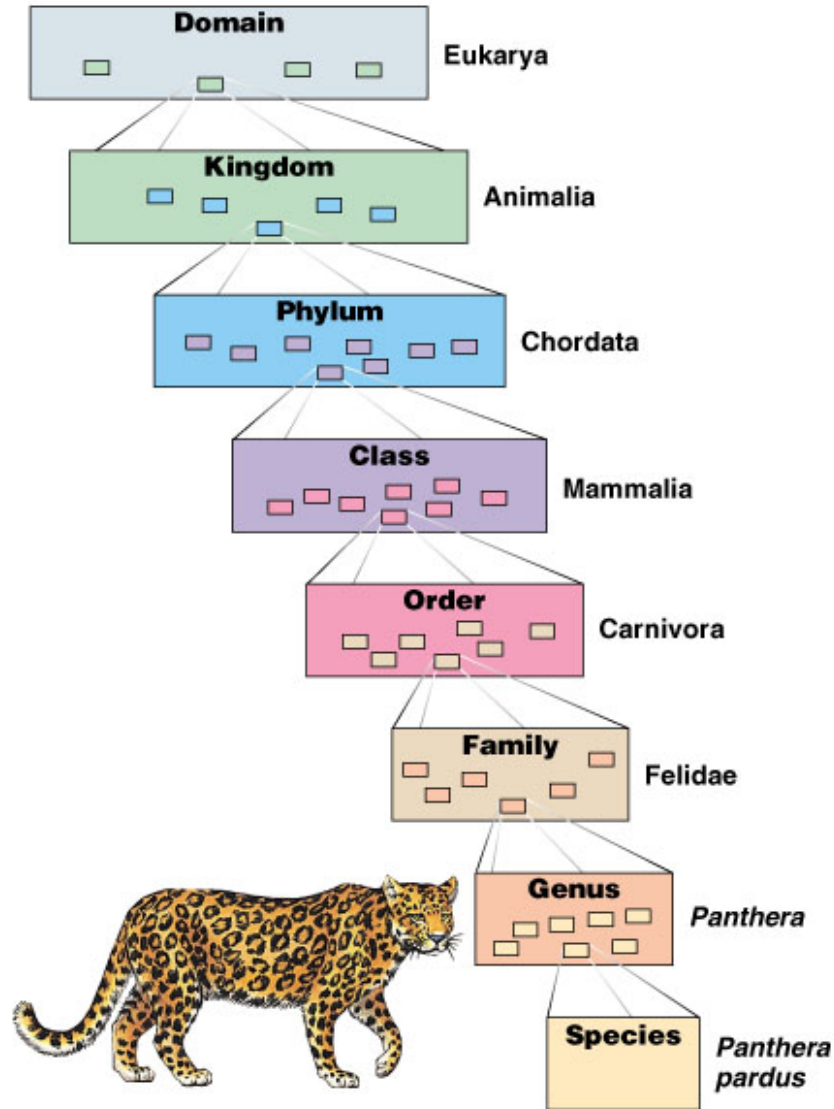 Domain
Eukarya
Kingdom
Animalia
Phylum
Chordata
Class
Mammalia
Order
Carnivora
Family
Felidae
Genus
Panthera
Species
Panthera
pardus